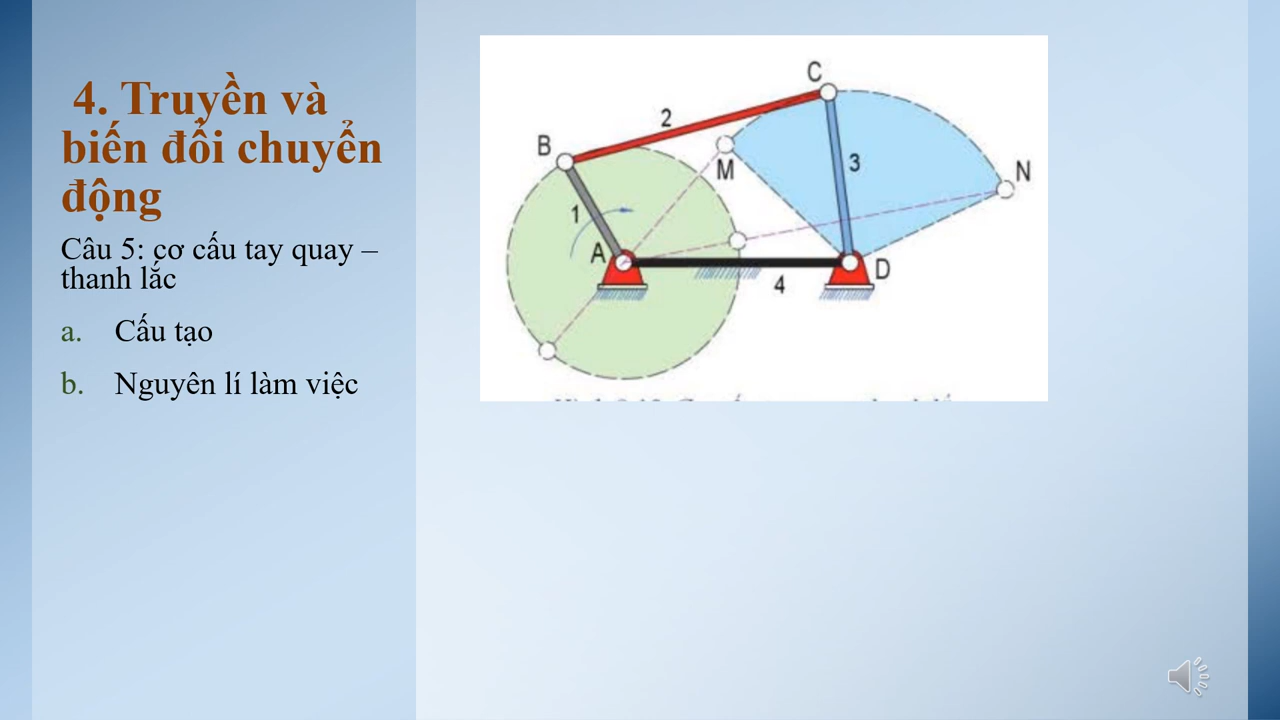 4. Truyền và
biến đổi chuyển
động
Câu 5: cơ cấu tay quay –
thanh lắc
a. Cấu tạo
b. Nguyên lí làm việc
C
2
B
M
3
N
1
A
D
4